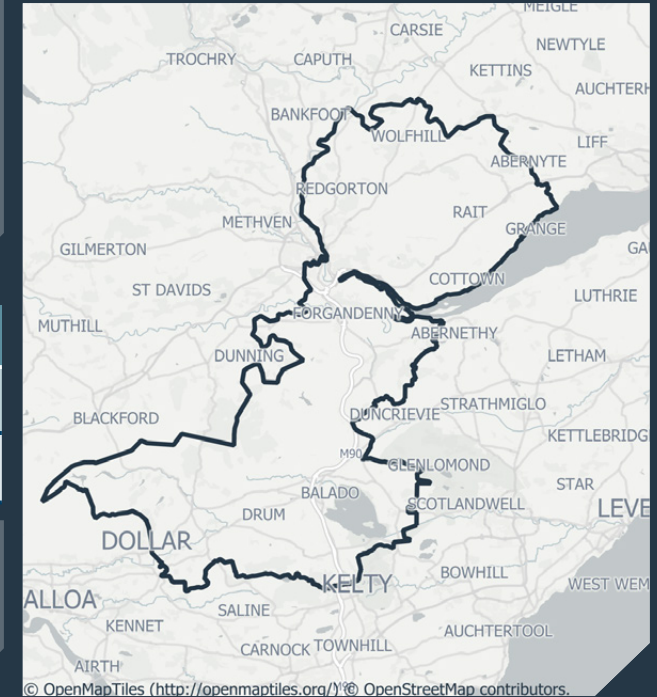 MEIGLE
CARSIE
NEWTYLE
TROCHRY
CAPUTH
KETTINS
AUCHTERH
BANKFOOT
WOLFHILL
LIFF
ABERNYTE
REDGORTON
RAIT
METHVEN
GRANGE
GILMERTON
GA
COTTOWN
ST DAVIDS
LUTHRIE
FORGANDENNY
MUTHILL
ABERNETHY
DUNNING
LETHAM
STRATHMIGLO
BLACKFORD
DUNCRIEVIE
KETTLEBRIDG
M90
GLENLOMOND
STAR
BALADO
SCOTLANDWELL
LEVE
DRUM
DOLLAR
BOWHILL
KELTY
WEST WEM
ALLOA
SALINE
KENNET
AUCHTERTOOL
CARNOCK
TOWNHILL
AIRTH
© OpenMapTiles (http://openmaptiles.org/) © OpenStreetMap contributors.